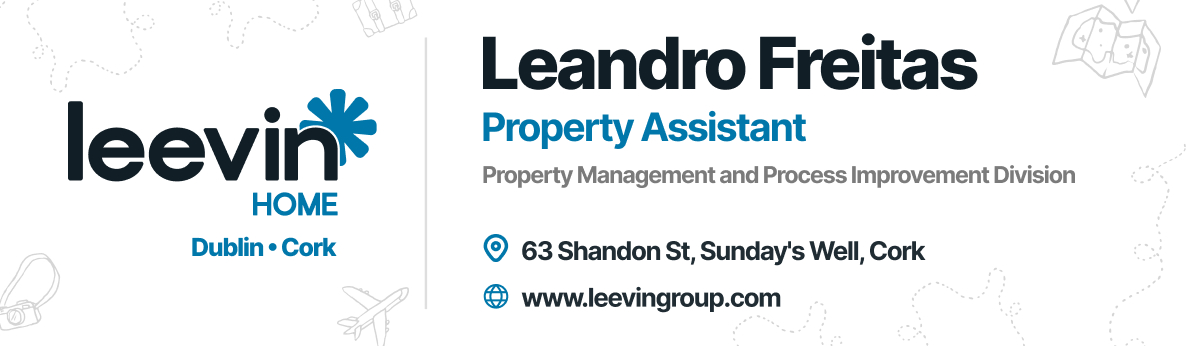 leevin
HOME
Dublin • Cork
Leandro Freitas
Property Assistant
Property Management and Process Improvement Division
63 Shandon St, Sunday's Well, Cork
www.leevingroup.com